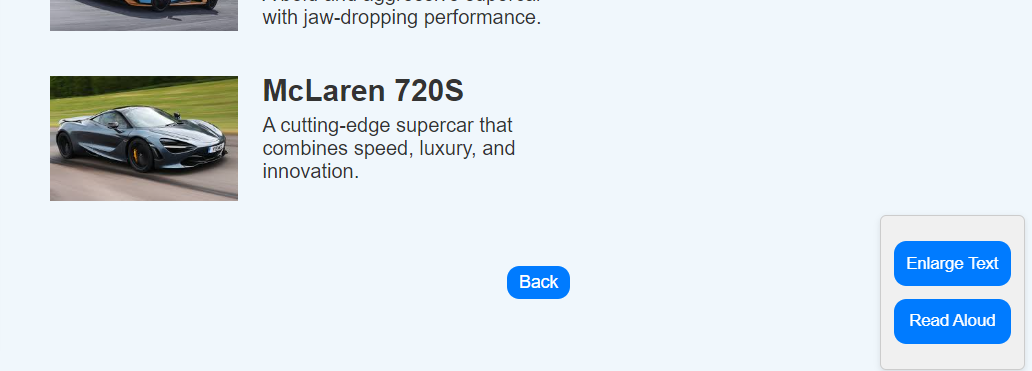 with jaw-dropping performance.
McLaren 720S
A cutting-edge supercar that
combines speed, luxury, and
innovation.
Back
Enlarge Text
Read Aloud